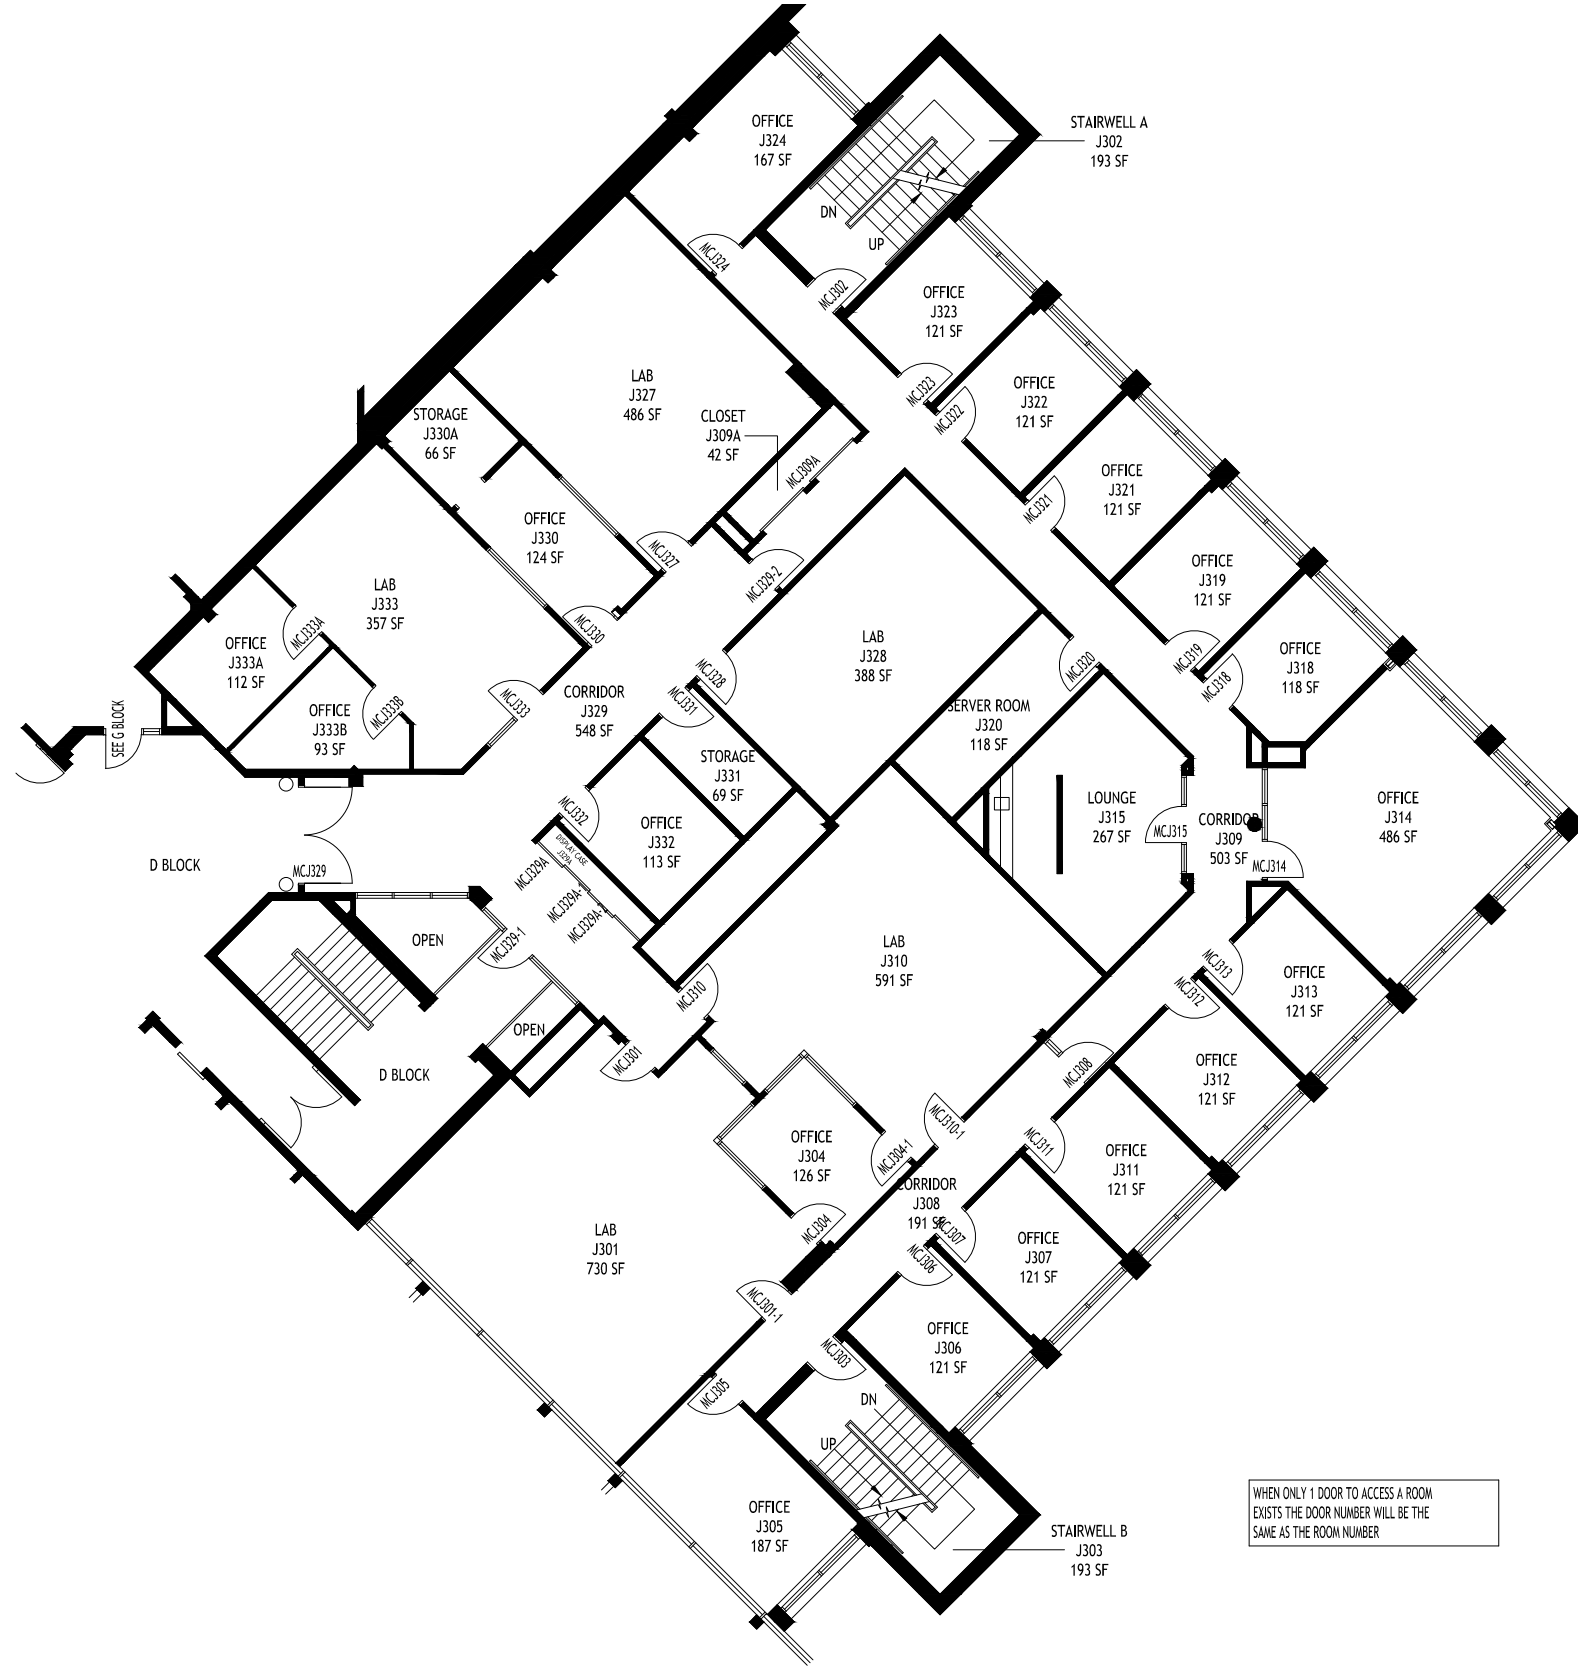 OFFICE
J324
167 SF
STAIRWELL A
J302
193 SF
DN
UP
MCJ324
MCJ302
OFFICE
J323
121 SF
MCJ323
LAB
J327
486 SF
OFFICE
J322
121 SF
MCJ322
STORAGE
J330A
66 SF
CLOSET
J309A
42 SF
MCJ309A
OFFICE
J321
121 SF
MCJ321
OFFICE
J330
124 SF
MCJ327
MCJ329-2
OFFICE
J319
121 SF
MCJ319
LAB
J333
357 SF
MCJ330
OFFICE
J333A
112 SF
MCJ333A
LAB
J328
388 SF
MCJ328
MCJ320
OFFICE
J318
118 SF
MCJ318
CORRIDOR
J329
548 SF
MCJ333
MCJ331
SERVER ROOM
J320
118 SF
OFFICE
J333B
93 SF
MCJ333B
SEE G BLOCK
STORAGE
J331
69 SF
LOUNGE
J315
267 SF
MCJ315
CORRIDOR
J309
503 SF
OFFICE
J314
486 SF
MCJ314
MCJ332
OFFICE
J332
113 SF
DISPLAY CASE
J329A
MCJ329A
MCJ329A-1
MCJ329A-2
D BLOCK
MCJ329
OPEN
MCJ329-1
LAB
J310
591 SF
MCJ310
OFFICE
J313
121 SF
MCJ313
MCJ312
OPEN
D BLOCK
MCJ301
MCJ308
OFFICE
J312
121 SF
MCJ310-1
MCJ311
OFFICE
J304
126 SF
MCJ304-1
OFFICE
J311
121 SF
CORRIDOR
J308
191 SF
MCJ307
MCJ304
LAB
J301
730 SF
MCJ306
OFFICE
J307
121 SF
MCJ301-1
MCJ303
OFFICE
J306
121 SF
MCJ305
DN
UP
OFFICE
J305
187 SF
STAIRWELL B
J303
193 SF
WHEN ONLY 1 DOOR TO ACCESS A ROOM
EXISTS THE DOOR NUMBER WILL BE THE
SAME AS THE ROOM NUMBER